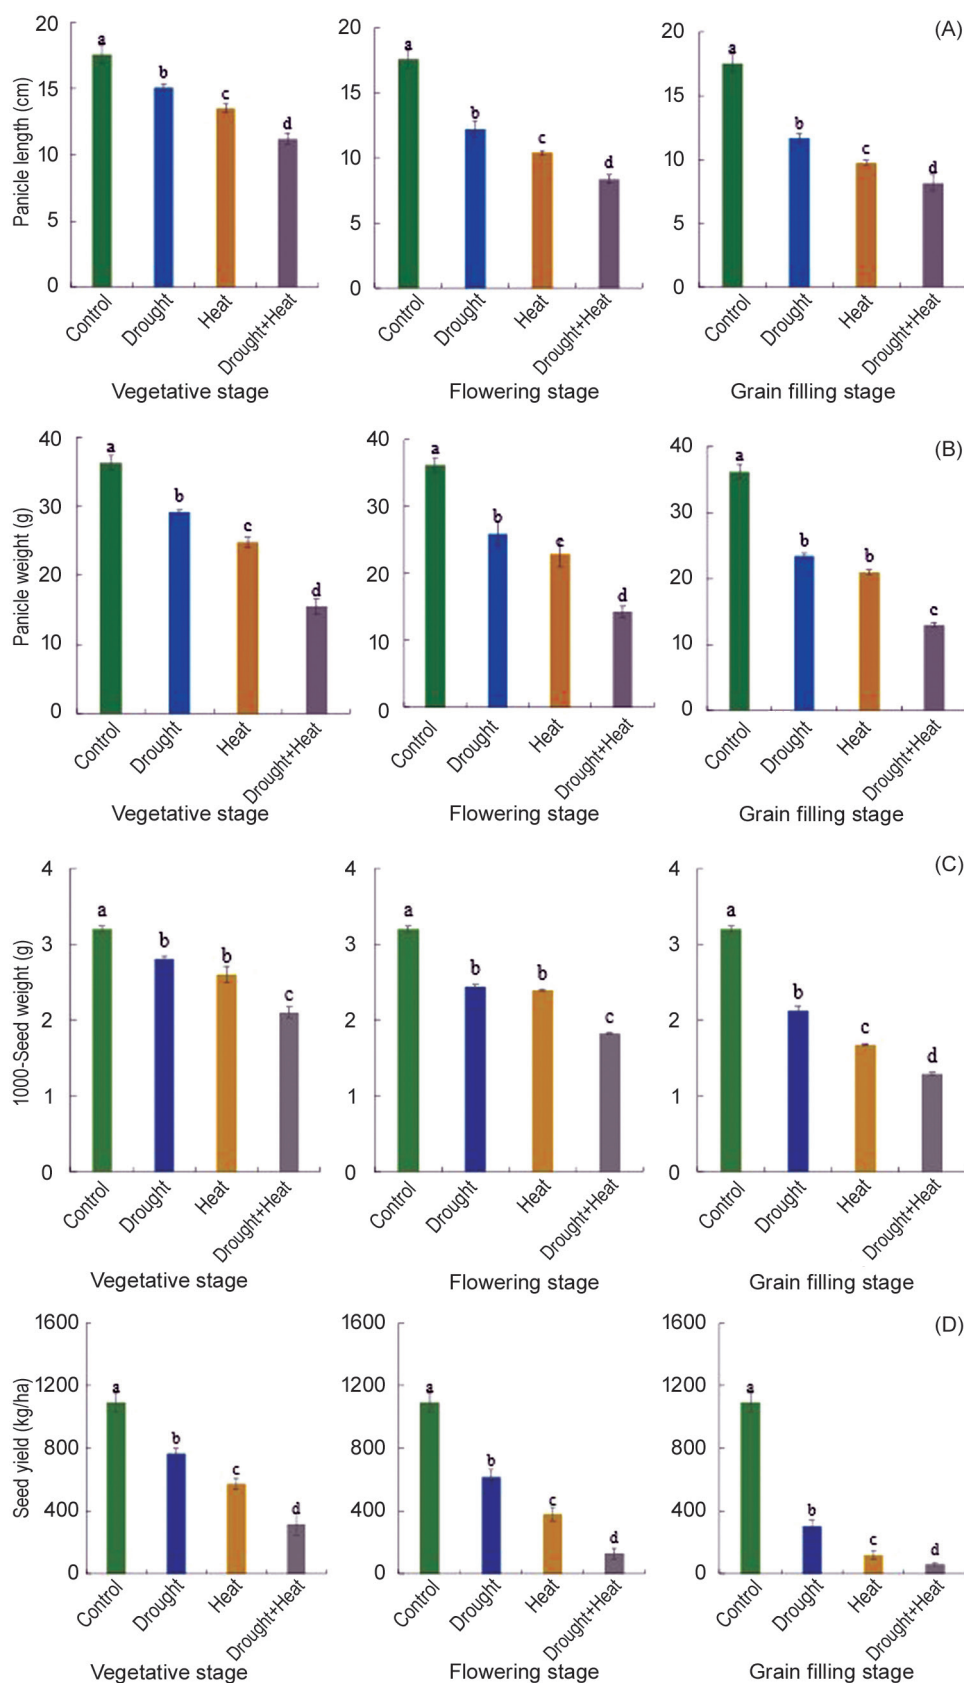 (A)
Panicle length (cm)
20
15
10
5
0
a
b
c
d
Control
Drought
Heat
Drought+Heat
Vegetative stage
20
15
10
5
0
a
b
c
d
Control
Drought
Heat
Drought+Heat
Flowering stage
20
15
10
5
0
a
b
c
d
Control
Drought
Heat
Drought+Heat
Grain filling stage
(B)
Panicle weight (g)
40
30
20
10
0
a
b
c
d
Control
Drought
Heat
Drought+Heat
Vegetative stage
40
30
20
10
0
a
b
c
d
Control
Drought
Heat
Drought+Heat
Flowering stage
40
30
20
10
0
a
b
b
c
Control
Drought
Heat
Drought+Heat
Grain filling stage
(C)
1000-Seed weight (g)
4
3
2
1
0
a
b
b
c
Control
Drought
Heat
Drought+Heat
Vegetative stage
4
3
2
1
0
a
b
b
c
Control
Drought
Heat
Drought+Heat
Flowering stage
4
3
2
1
0
a
b
c
d
Control
Drought
Heat
Drought+Heat
Grain filling stage
(D)
Seed yield (kg/ha)
1600
1200
800
400
0
a
b
c
d
Control
Drought
Heat
Drought+Heat
Vegetative stage
1600
1200
800
400
0
a
b
c
d
Control
Drought
Heat
Drought+Heat
Flowering stage
1600
1200
800
400
0
a
b
c
d
Control
Drought
Heat
Drought+Heat
Grain filling stage